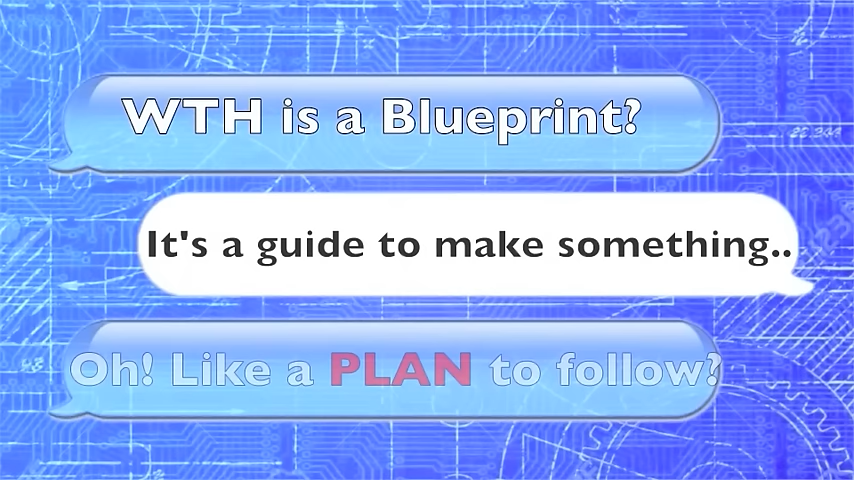 WTH is a Blueprint?
It's a guide to make something..
Oh! Like a PLAN to follow?